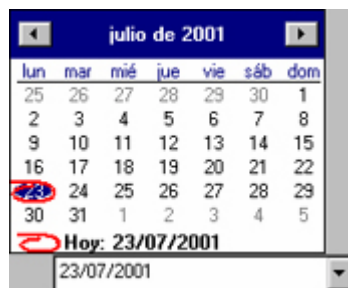 julio de 2001
lun mar mié jue vie sáb dom
25 26 27 28 29 30 1
2 3 4 5 6 7 8
9 10 11 12 13 14 15
16 17 18 19 20 21 22
23 24 25 26 27 28 29
30 31 1 2 3 4 5
Hoy: 23/07/2001
23/07/2001